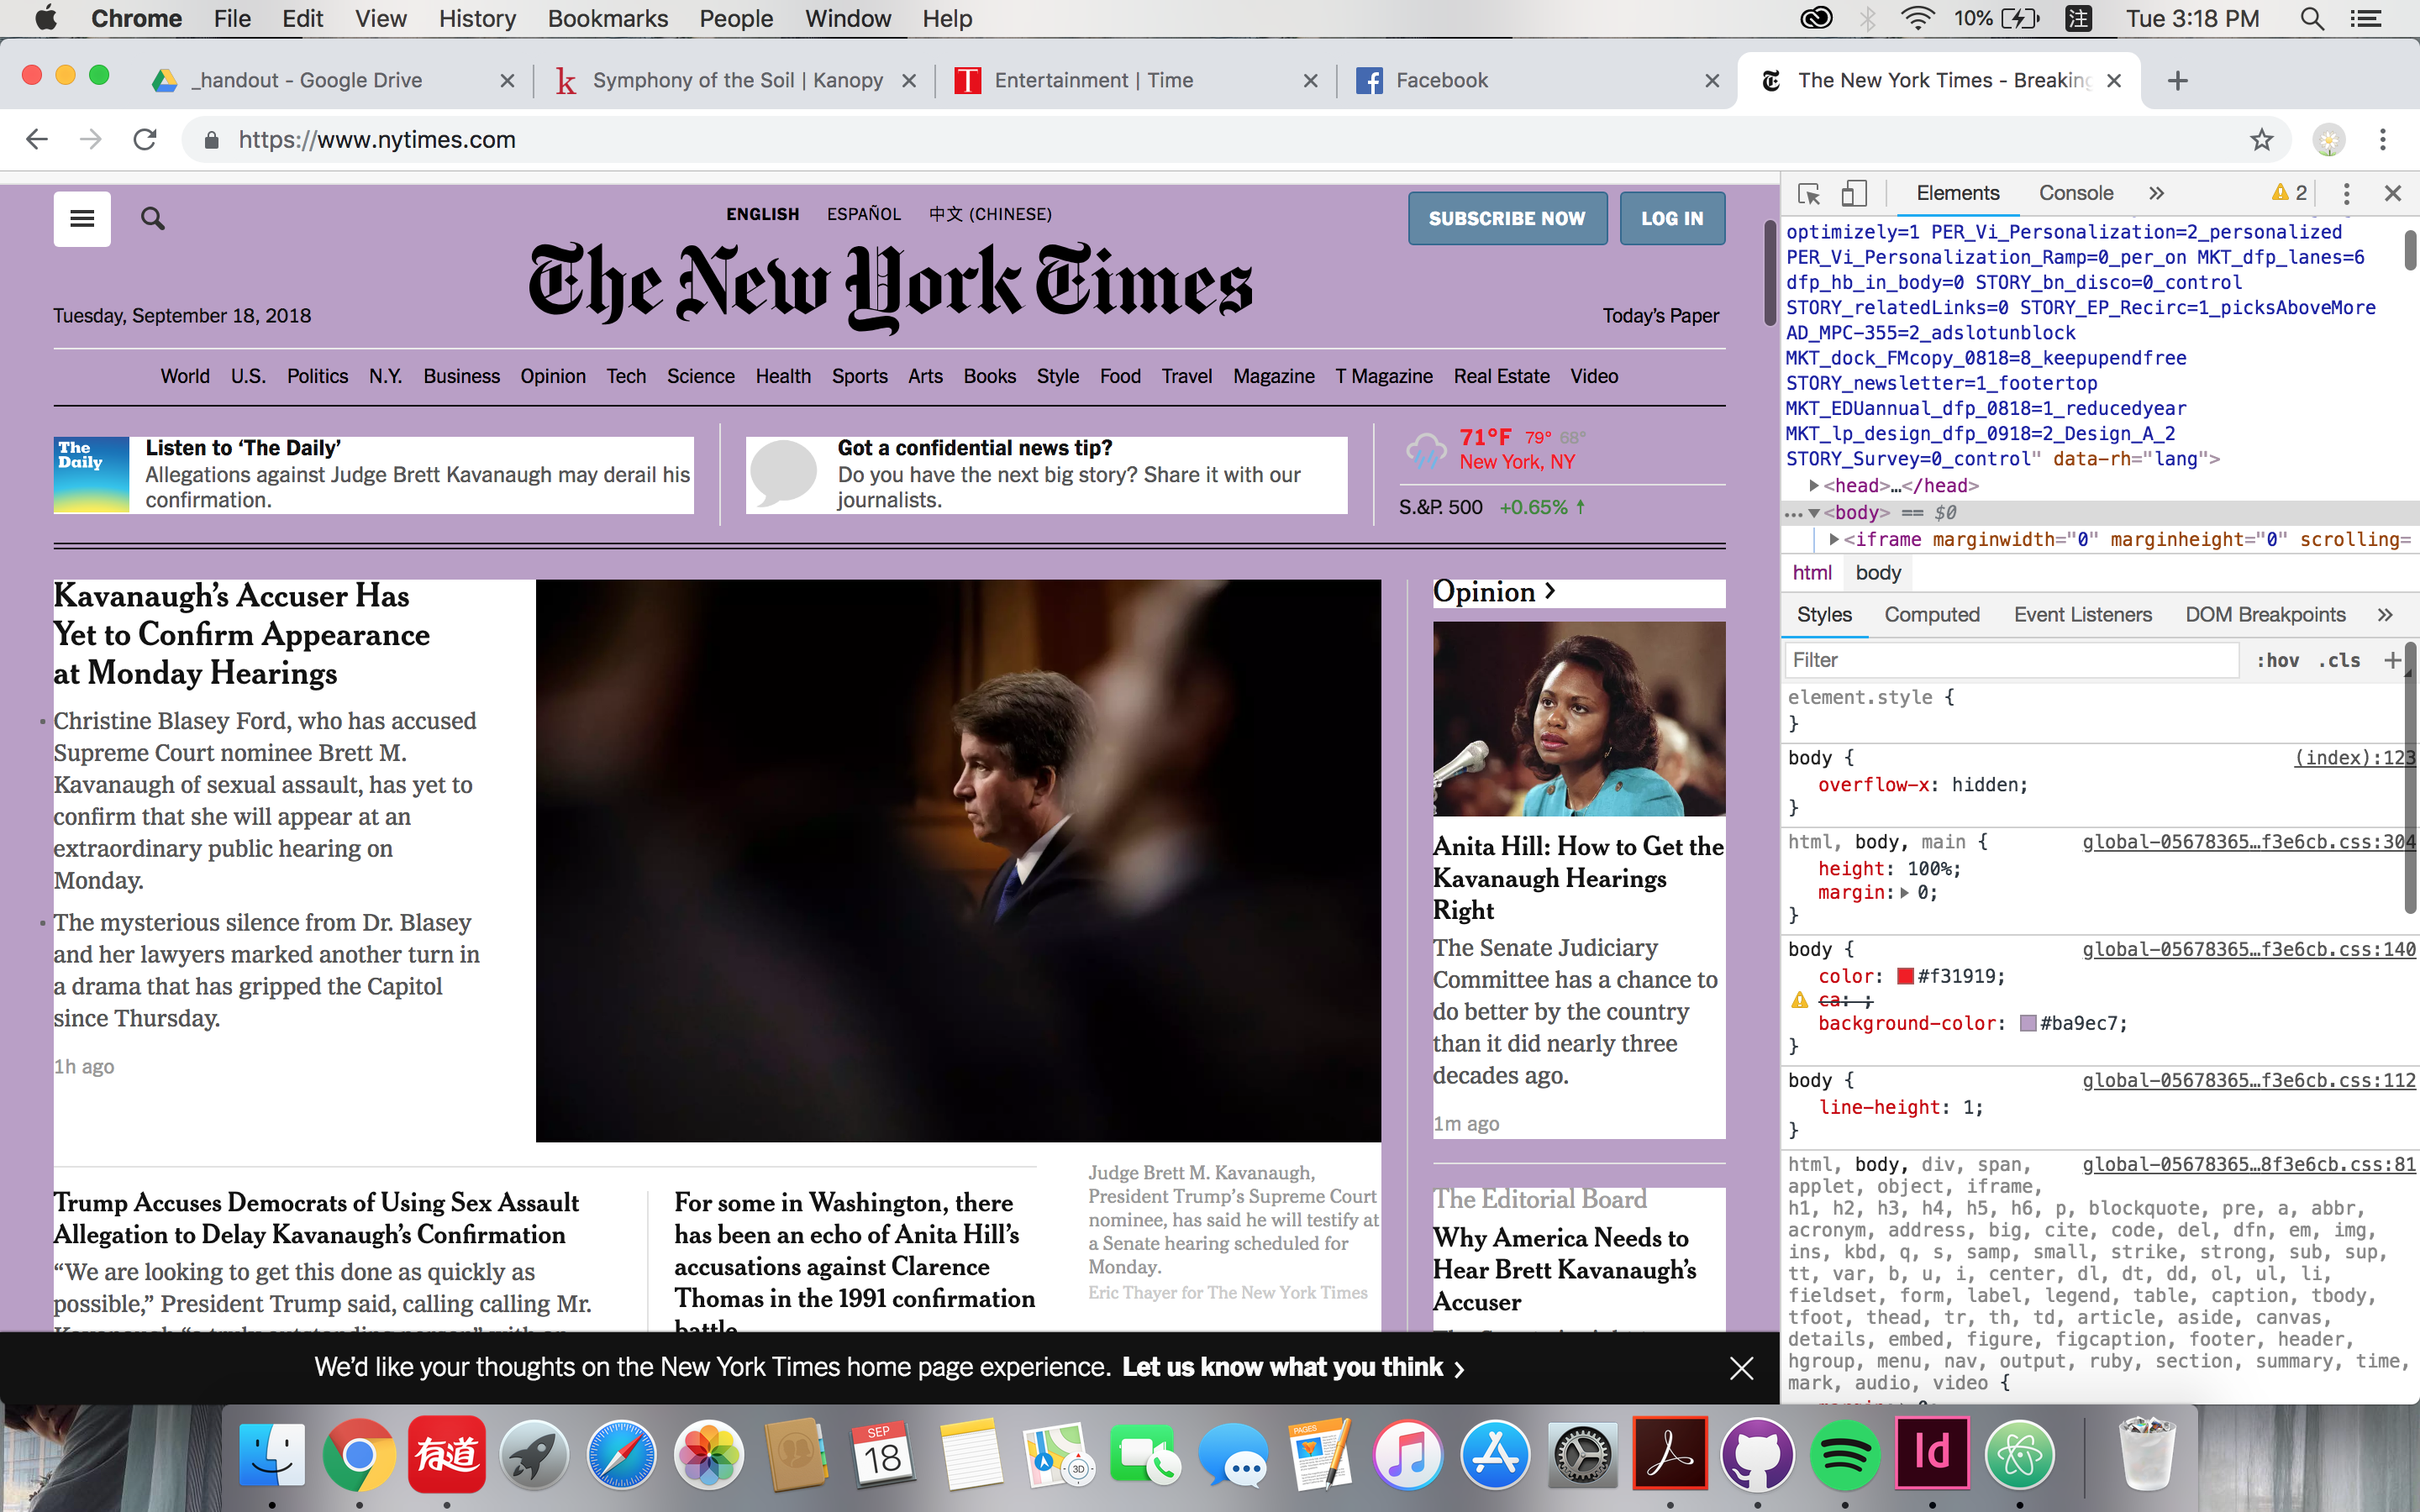 Chrome File Edit View History Bookmarks People Window Help 10% 注 Tue 3:18 PM
_handout - Google Drive
k Symphony of the Soil | Kanopy
T Entertainment | Time
f Facebook
T The New York Times - Breaking
https://www.nytimes.com
ENGLISH ESPAÑOL 中文 (CHINESE)
SUBSCRIBE NOW LOG IN
The New York Times
Tuesday, September 18, 2018
Today's Paper
World U.S. Politics N.Y. Business Opinion Tech Science Health Sports Arts Books Style Food Travel Magazine T Magazine Real Estate Video
The
Daily
Listen to ‘The Daily’
Allegations against Judge Brett Kavanaugh may derail his
confirmation.
Got a confidential news tip?
Do you have the next big story? Share it with our
journalists.
71°F 79° 68°
New York, NY
S.&P. 500 +0.65% ↑
Kavanaugh’s Accuser Has
Yet to Confirm Appearance
at Monday Hearings
• Christine Blasey Ford, who has accused
Supreme Court nominee Brett M.
Kavanaugh of sexual assault, has yet to
confirm that she will appear at an
extraordinary public hearing on
Monday.
• The mysterious silence from Dr. Blasey
and her lawyers marked another turn in
a drama that has gripped the Capitol
since Thursday.
1h ago
Trump Accuses Democrats of Using Sex Assault
Allegation to Delay Kavanaugh’s Confirmation
“We are looking to get this done as quickly as
possible,” President Trump said, calling calling Mr.
For some in Washington, there
has been an echo of Anita Hill’s
accusations against Clarence
Thomas in the 1991 confirmation
battle
Judge Brett M. Kavanaugh,
President Trump’s Supreme Court
nominee, has said he will testify at
a Senate hearing scheduled for
Monday.
Eric Thayer for The New York Times
Opinion >
Anita Hill: How to Get the
Kavanaugh Hearings
Right
The Senate Judiciary
Committee has a chance to
do better by the country
than it did nearly three
decades ago.
1m ago
The Editorial Board
Why America Needs to
Hear Brett Kavanaugh’s
Accuser
We’d like your thoughts on the New York Times home page experience. Let us know what you think >
Elements Console » 2
optimizely=1 PER_Vi_Personalization=2_personalized
PER_Vi_Personalization_Ramp=0_per_on MKT_dfp_lanes=6
dfp_hb_in_body=0 STORY_bn_disco=0_control
STORY_relatedLinks=0 STORY_EP_Recirc=1_picksAboveMore
AD_MPC-355=2_adslotunblock
MKT_dock_FMcopy_0818=8_keepupendfree
STORY_newsletter=1_footertop
MKT_EDUannual_dfp_0818=1_reducedyear
MKT_lp_design_dfp_0918=2_Design_A_2
STORY_Survey=0_control" data-rh="lang">
<head>…</head>
… <body> == $0
<iframe marginwidth="0" marginheight="0" scrolling=
html body
Styles Computed Event Listeners DOM Breakpoints »
Filter :hov .cls +
element.style {
}
body { (index):123
overflow-x: hidden;
}
html, body, main { global-05678365…f3e6cb.css:304
height: 100%;
margin: 0;
}
body { global-05678365…f3e6cb.css:140
color: #f31919;
ca: ;
background-color: #ba9ec7;
}
body { global-05678365…f3e6cb.css:112
line-height: 1;
}
html, body, div, span, global-05678365…8f3e6cb.css:81
applet, object, iframe,
h1, h2, h3, h4, h5, h6, p, blockquote, pre, a, abbr,
acronym, address, big, cite, code, del, dfn, em, img,
ins, kbd, q, s, samp, small, strike, strong, sub, sup,
tt, var, b, u, i, center, dl, dt, dd, ol, ul, li,
fieldset, form, label, legend, table, caption, tbody,
tfoot, thead, tr, th, td, article, aside, canvas,
details, embed, figure, figcaption, footer, header,
hgroup, menu, nav, output, ruby, section, summary, time,
mark, audio, video {
有道
SEP
18
3D
PAGES
Id